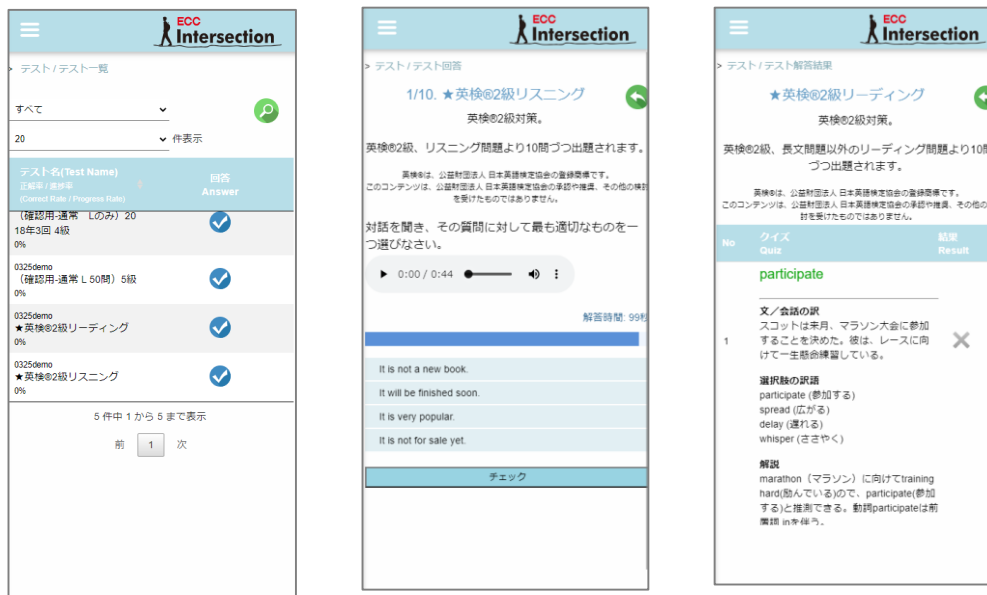 ECC
Intersection
> テスト / テスト一覧
すべて
20
件表示
テスト名(Test Name)
正解率 / 進捗率
(Correct Rate / Progress Rate)
回答
Answer
(確認用-通常 Lのみ) 20
18年3回 4級
0%
0325demo
(確認用-通常 L 50問) 5級
0%
0325demo
★英検®2級リーディング
0%
0325demo
★英検®2級リスニング
0%
5 件中 1 から 5 まで表示
前 1 次
ECC
Intersection
> テスト / テスト回答
1/10. ★英検®2級リスニング
英検®2級対策。
英検®2級、リスニング問題より10問づつ出題されます。
英検®は、公益財団法人 日本英語検定協会の登録商標です。
このコンテンツは、公益財団法人 日本英語検定協会の承認や推奨、その他の検討
を受けたものではありません。
対話を聞き、その質問に対して最も適切なものを一
つ選びなさい。
0:00 / 0:44
解答時間: 99秒
It is not a new book.
It will be finished soon.
It is very popular.
It is not for sale yet.
チェック
ECC
Intersection
> テスト / テスト解答結果
★英検®2級リーディング
英検®2級対策。
英検®2級、長文問題以外のリーディング問題より10問
づつ出題されます。
英検®は、公益財団法人 日本英語検定協会の登録商標です。
このコンテンツは、公益財団法人 日本英語検定協会の承認や推奨、その他の
討を受けたものではありません。
No
クイズ
Quiz
結果
Result
participate
1
文/会話の訳
スコットは来月、マラソン大会に参加
することを決めた。彼は、レースに向
けて一生懸命練習している。
選択肢の訳語
participate (参加する)
spread (広がる)
delay (遅れる)
whisper (ささやく)
解説
marathon(マラソン)に向けてtraining
hard(励んでいる)ので、participate(参加
する)と推測できる。動詞participateは前
置詞 inを伴う。